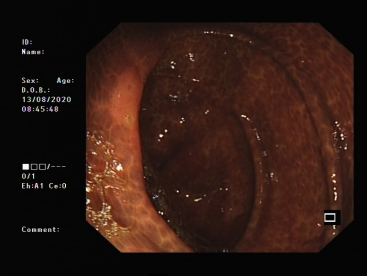 ID:
Name:
Sex: Age:
D.O.B.:
13/08/2020
08:45:48
■□□/---
0/1
Eh:A1 Ce:0
Comment: